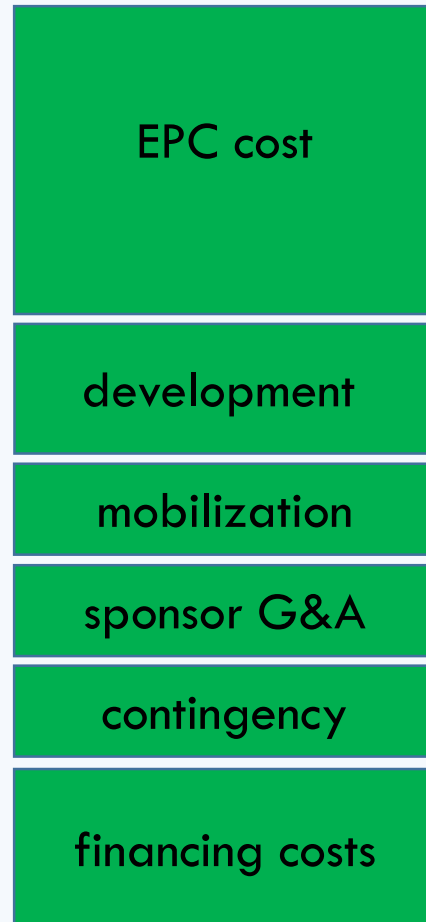 EPC cost
development
mobilization
sponsor G&A
contingency
financing costs